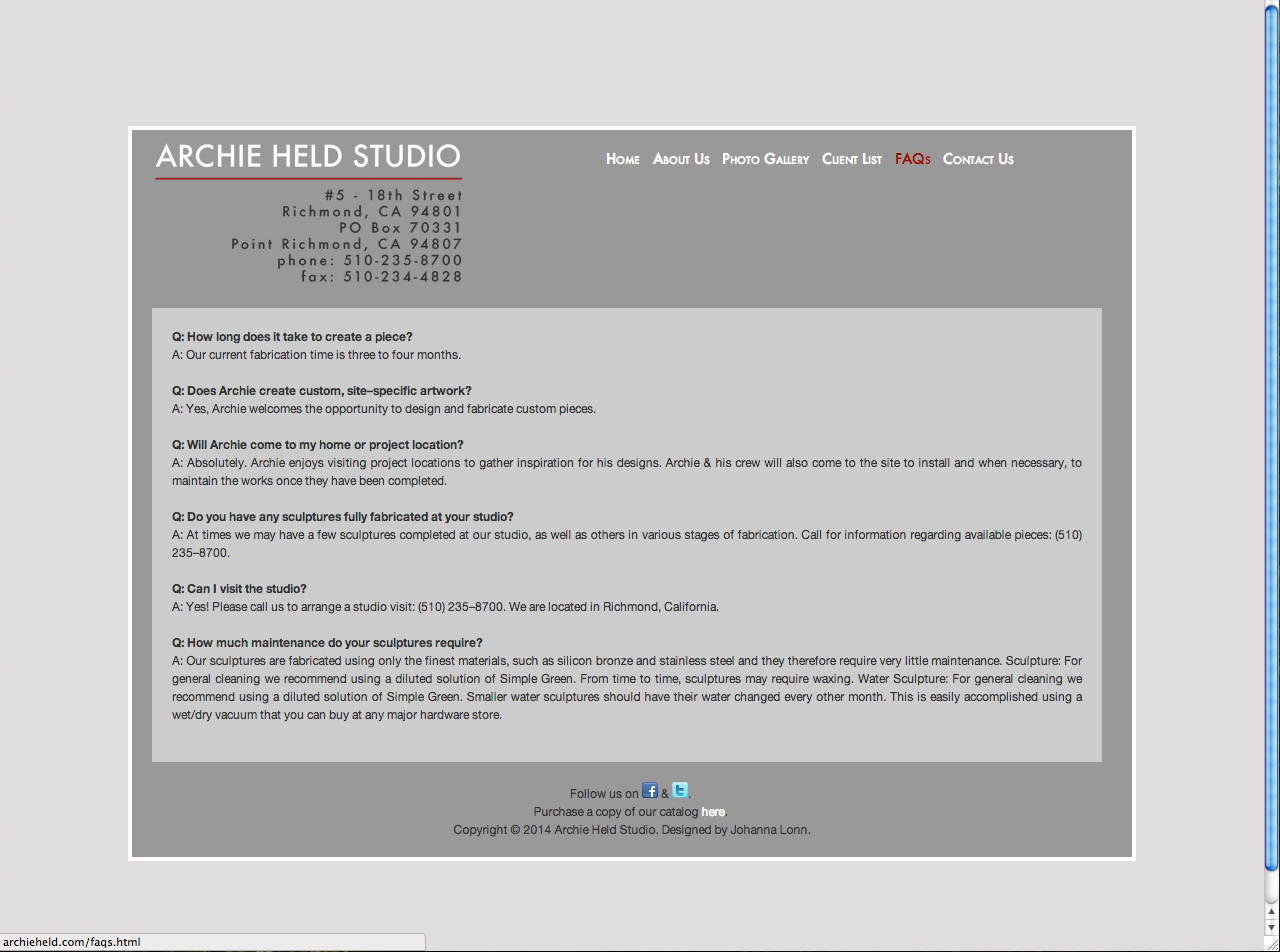 ARCHIE HELD STUDIO
Home About Us Photo Gallery Client List FAQs Contact Us
#5 - 18th Street
Richmond, CA 94801
PO Box 70331
Point Richmond, CA 94807
phone: 510-235-8700
fax: 510-234-4828
Q: How long does it take to create a piece?
A: Our current fabrication time is three to four months.
Q: Does Archie create custom, site–specific artwork?
A: Yes, Archie welcomes the opportunity to design and fabricate custom pieces.
Q: Will Archie come to my home or project location?
A: Absolutely. Archie enjoys visiting project locations to gather inspiration for his designs. Archie & his crew will also come to the site to install and when necessary, to
maintain the works once they have been completed.
Q: Do you have any sculptures fully fabricated at your studio?
A: At times we may have a few sculptures completed at our studio, as well as others in various stages of fabrication. Call for information regarding available pieces: (510)
235–8700.
Q: Can I visit the studio?
A: Yes! Please call us to arrange a studio visit: (510) 235–8700. We are located in Richmond, California.
Q: How much maintenance do your sculptures require?
A: Our sculptures are fabricated using only the finest materials, such as silicon bronze and stainless steel and they therefore require very little maintenance. Sculpture: For
general cleaning we recommend using a diluted solution of Simple Green. From time to time, sculptures may require waxing. Water Sculpture: For general cleaning we
recommend using a diluted solution of Simple Green. Smaller water sculptures should have their water changed every other month. This is easily accomplished using a
wet/dry vacuum that you can buy at any major hardware store.
Follow us on f & t.
Purchase a copy of our catalog here.
Copyright © 2014 Archie Held Studio. Designed by Johanna Lonn.
archieheld.com/faqs.html